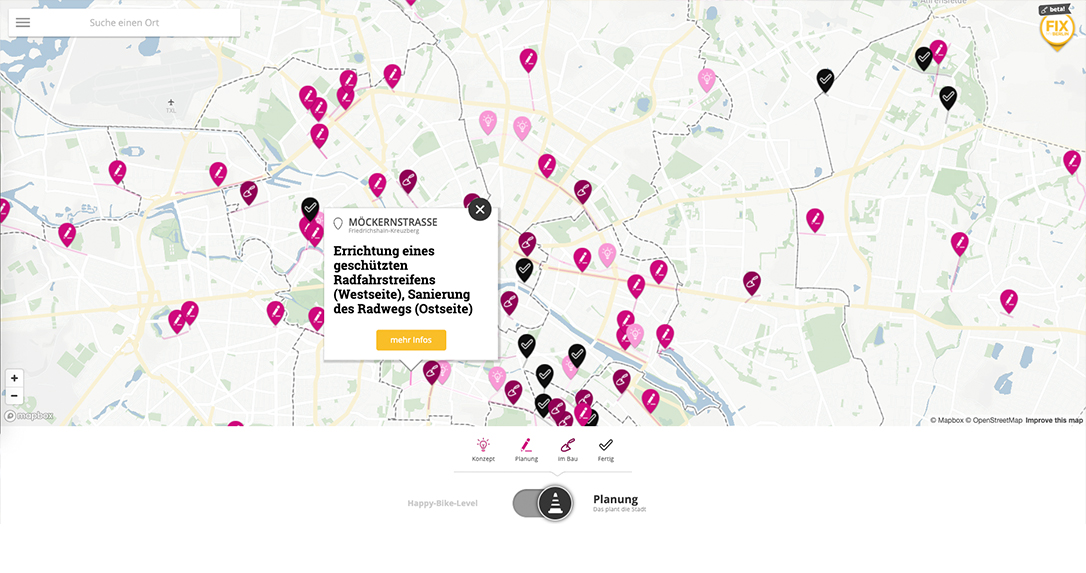 Suche einen Ort
Ahrensfelde
beta!
FIX
BERLIN
TXL
MÖCKERNSTRASSE
Friedrichshain-Kreuzberg
Errichtung eines
geschützten
Radfahrstreifens
(Westseite), Sanierung
des Radwegs (Ostseite)
mehr Infos
+
−
mapbox
© Mapbox © OpenStreetMap Improve this map
Konzept
Planung
im Bau
Fertig
Happy-Bike-Level
Planung
Das plant die Stadt